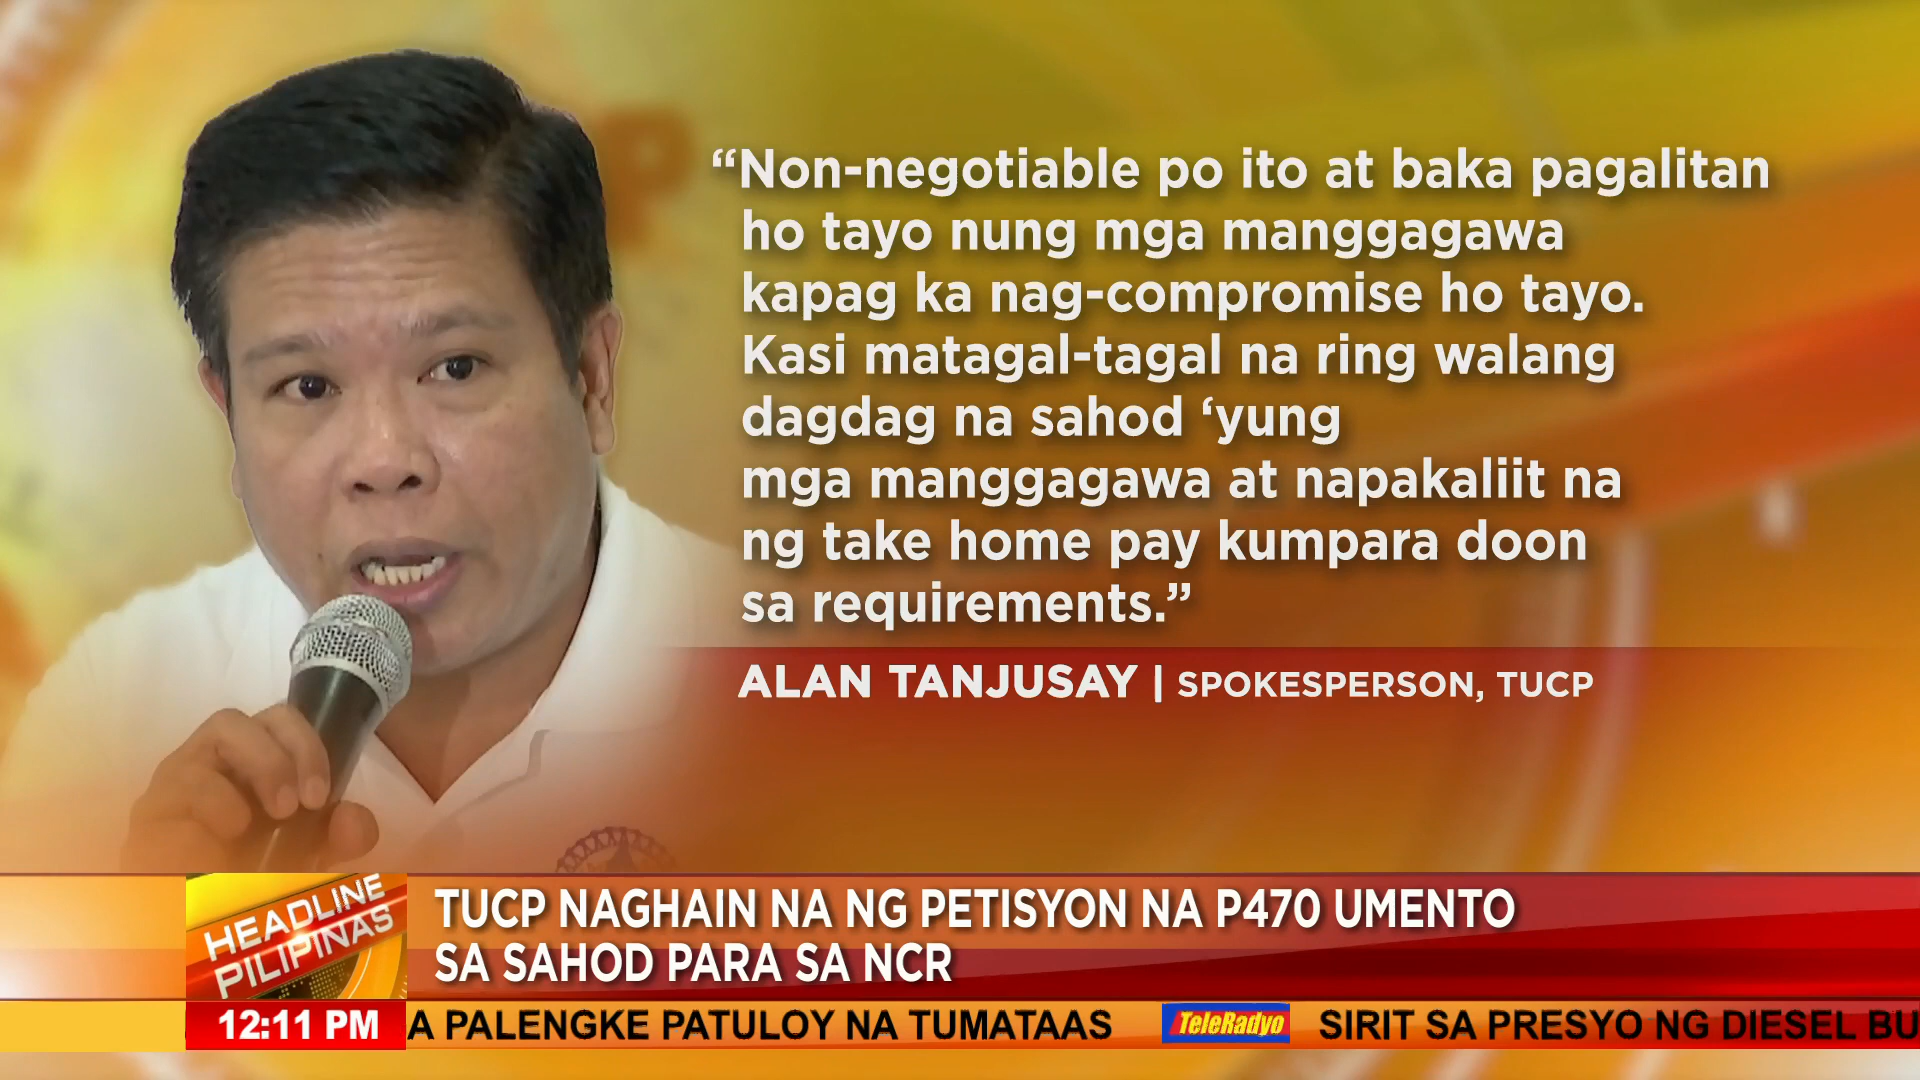 “Non-negotiable po ito at baka pagalitan
ho tayo nung mga manggagawa
kapag ka nag-compromise ho tayo.
Kasi matagal-tagal na ring walang
dagdag na sahod ‘yung
mga manggagawa at napakaliit na
ng take home pay kumpara doon
sa requirements.”
ALAN TANJUSAY | SPOKESPERSON, TUCP
HEADLINE
PILIPINAS
TUCP NAGHAIN NA NG PETISYON NA P470 UMENTO
SA SAHOD PARA SA NCR
12:11 PM
A PALENGKE PATULOY NA TUMATAAS TeleRadyo SIRIT SA PRESYO NG DIESEL BU